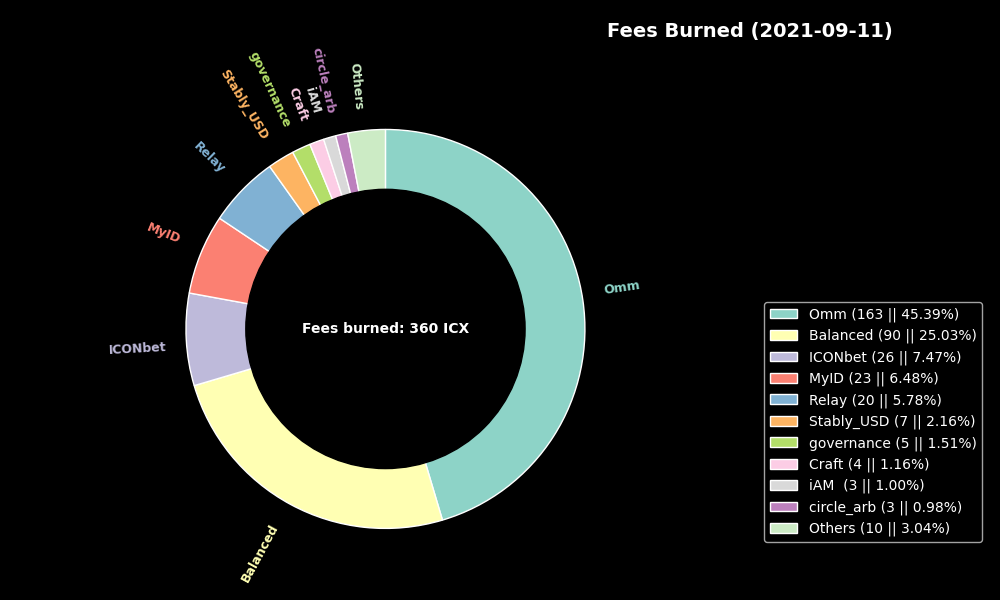 Fees Burned (2021-09-11)
Others
circle_arb
iAM
Craft
governance
Stably_USD
Relay
MyID
ICONbet
Balanced
Omm
Fees burned: 360 ICX
Omm (163 || 45.39%)
Balanced (90 || 25.03%)
ICONbet (26 || 7.47%)
MyID (23 || 6.48%)
Relay (20 || 5.78%)
Stably_USD (7 || 2.16%)
governance (5 || 1.51%)
Craft (4 || 1.16%)
iAM  (3 || 1.00%)
circle_arb (3 || 0.98%)
Others (10 || 3.04%)